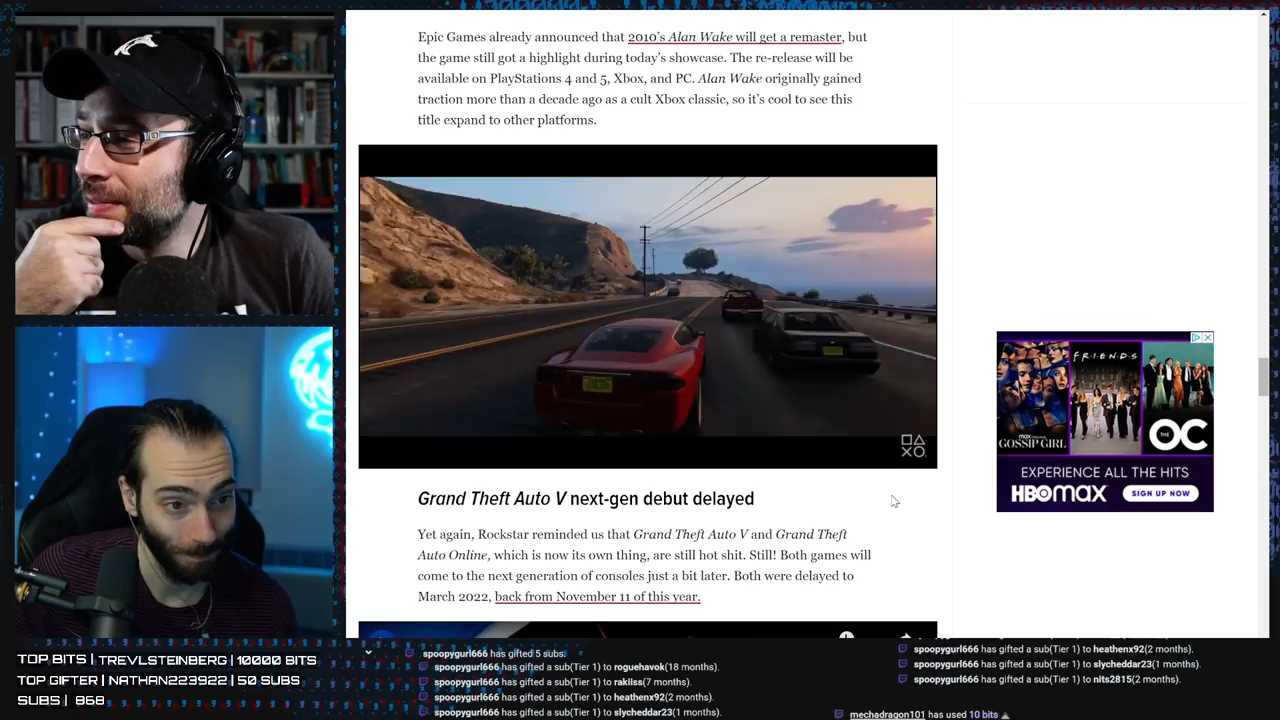 Epic Games already announced that 2010's Alan Wake will get a remaster, but
the game still got a highlight during today's showcase. The re-release will be
available on PlayStations 4 and 5, Xbox, and PC. Alan Wake originally gained
traction more than a decade ago as a cult Xbox classic, so it's cool to see this
title expand to other platforms.
max original
GOSSIP GIRL
FRIENDS
THE OC
EXPERIENCE ALL THE HITS
HBOMAX
SIGN UP NOW
Grand Theft Auto V next-gen debut delayed
Yet again, Rockstar reminded us that Grand Theft Auto V and Grand Theft
Auto Online, which is now its own thing, are still hot shit. Still! Both games will
come to the next generation of consoles just a bit later. Both were delayed to
March 2022, back from November 11 of this year.
TOP BITS | TREVLSTEINBERG | 10000 BITS
TOP GIFTER | NATHAN223922 | 50 SUBS
SUBS | 868
spoopygurl666 has gifted 5 subs.
spoopygurl666 has gifted a sub(Tier 1) to roguehavok(18 months).
spoopygurl666 has gifted a sub(Tier 1) to rakiiss(7 months).
spoopygurl666 has gifted a sub(Tier 1) to heathenx92(2 months).
spoopygurl666 has gifted a sub(Tier 1) to slycheddar23(1 months).
spoopygurl666 has gifted a sub(Tier 1) to heathenx92(2 months).
spoopygurl666 has gifted a sub(Tier 1) to slycheddar23(1 months).
spoopygurl666 has gifted a sub(Tier 1) to nits2815(2 months).
mechadragon101 has used 10 bits